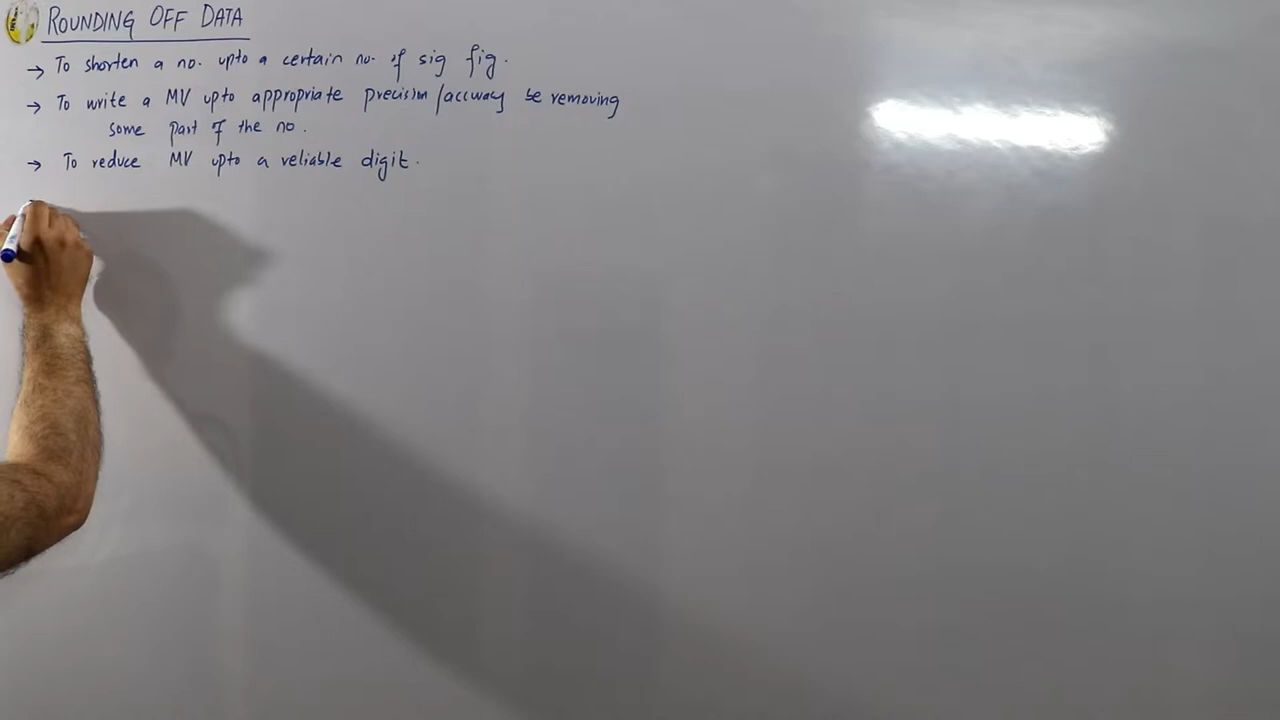 ROUNDING OFF DATA
→ To shorten a no. upto a certain no. of sig fig.
→ To write a MV upto appropriate precision/accuracy be removing
some part of the no.
→ To reduce MV upto a reliable digit.